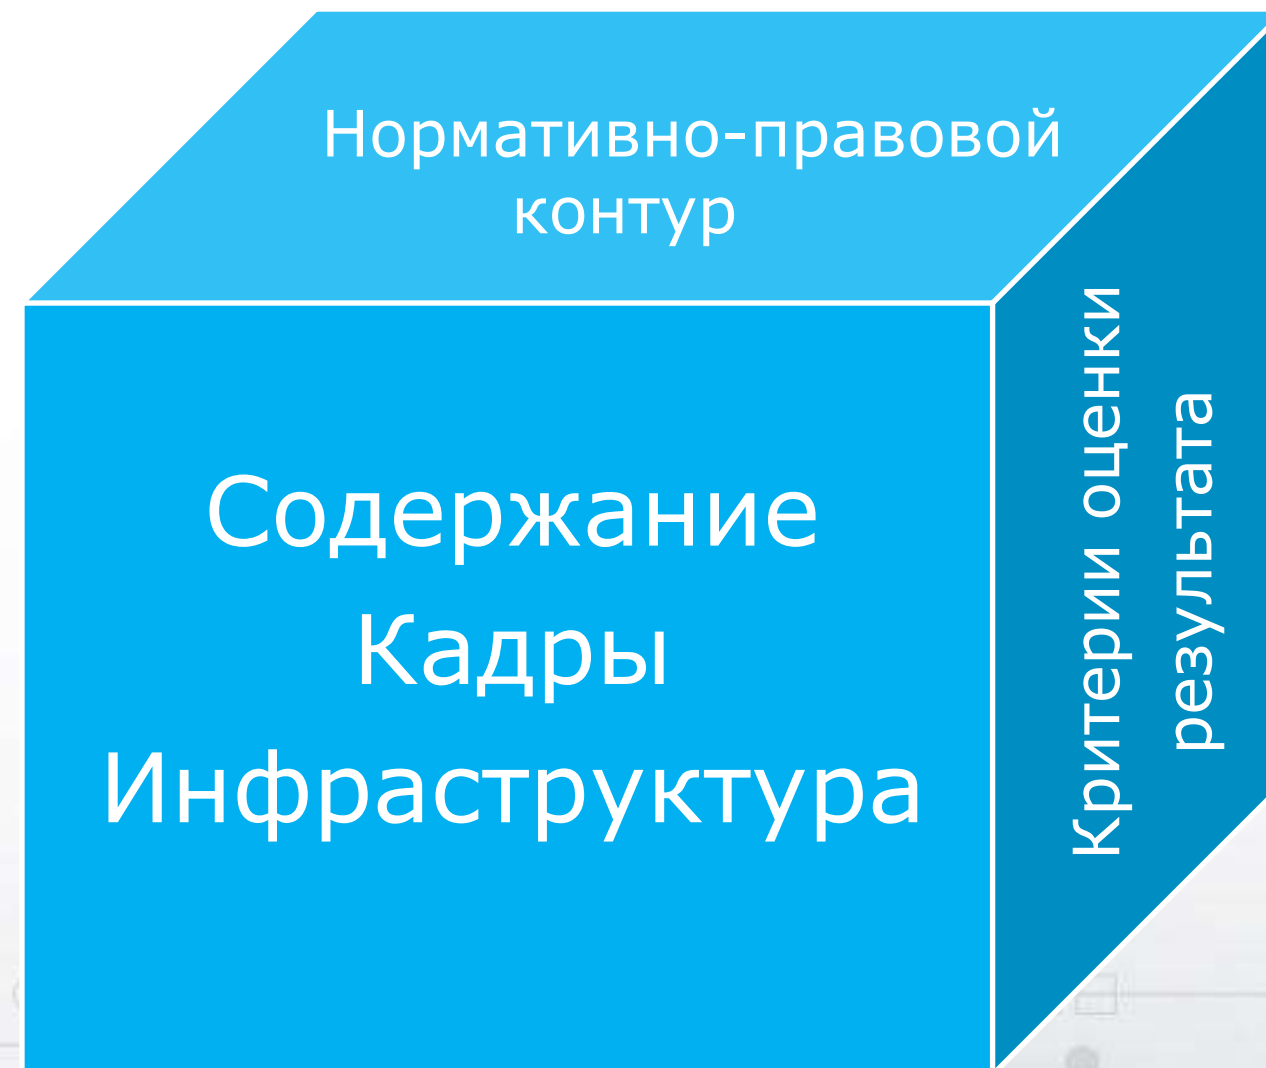 Нормативно-правовой
контур
Содержание
Кадры
Инфраструктура
Критерии оценки
результата